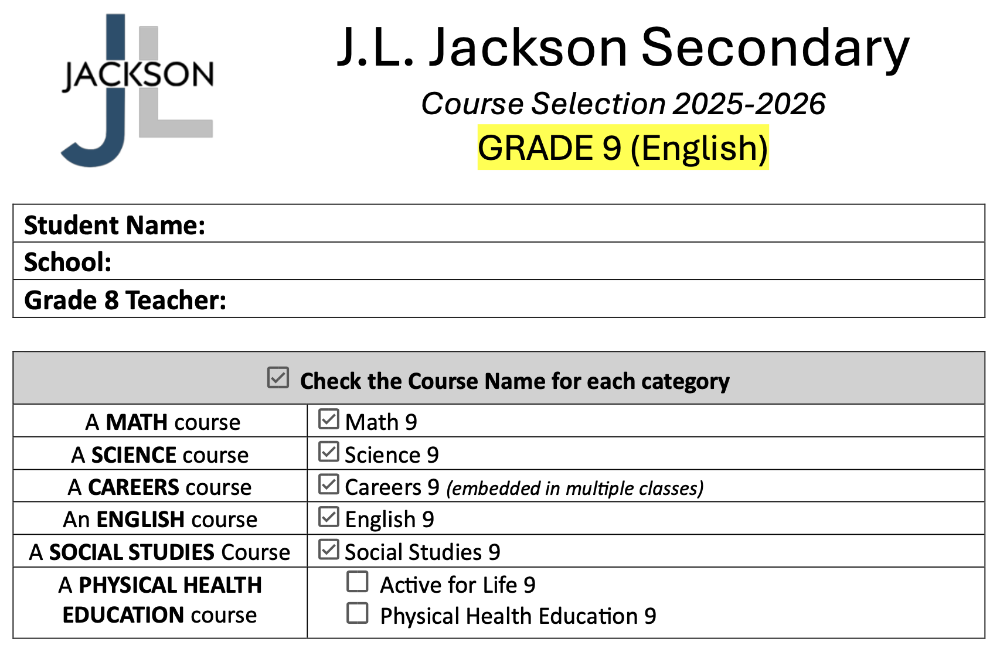 JACKSON
JL
J.L. Jackson Secondary
Course Selection 2025-2026
GRADE 9 (English)
Student Name:
School:
Grade 8 Teacher:
☑ Check the Course Name for each category
A MATH course ☑ Math 9
A SCIENCE course ☑ Science 9
A CAREERS course ☑ Careers 9 (embedded in multiple classes)
An ENGLISH course ☑ English 9
A SOCIAL STUDIES Course ☑ Social Studies 9
A PHYSICAL HEALTH
EDUCATION course
☐ Active for Life 9
☐ Physical Health Education 9